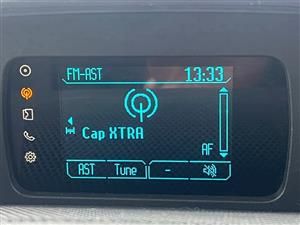 FM-AST 13:33
Cap XTRA
AF
AST Tune -